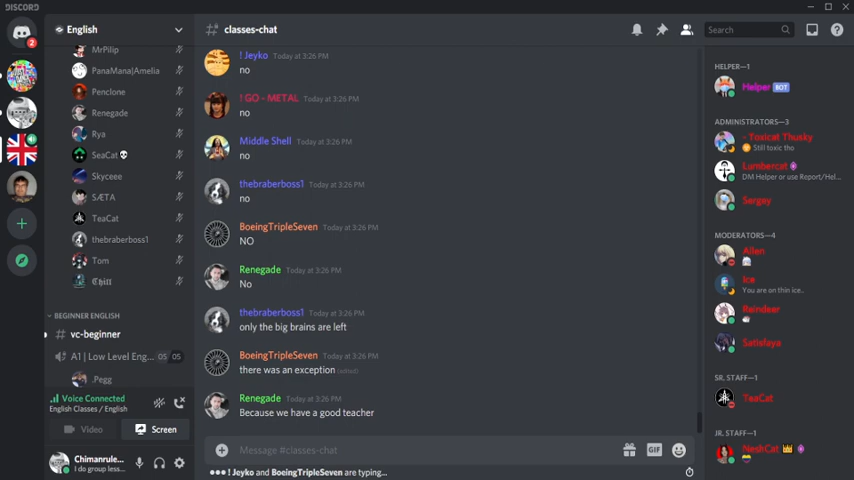 DISCORD
2
English
MrPilip
PanaMana|Amelia
Penclone
Renegade
Rya
SeaCat
Skyceee
SÆTA
TeaCat
thebraberboss1
Tom
Chill
BEGINNER ENGLISH
# vc-beginner
A1 | Low Level Eng... 05 05
.Pegg
Voice Connected
English Classes / English
Video Screen
Chimanrule...
I do group less...
classes-chat
! Jeyko Today at 3:26 PM
no
! GO - METAL Today at 3:26 PM
no
Middle Shell Today at 3:26 PM
no
thebraberboss1 Today at 3:26 PM
no
BoeingTripleSeven Today at 3:26 PM
NO
Renegade Today at 3:26 PM
No
thebraberboss1 Today at 3:26 PM
only the big brains are left
BoeingTripleSeven Today at 3:26 PM
there was an exception (edited)
Renegade Today at 3:26 PM
Because we have a good teacher
Message #classes-chat
GIF
! Jeyko and BoeingTripleSeven are typing...
Search
HELPER—1
Helper BOT
ADMINISTRATORS—3
- Toxicat Thusky
Still toxic tho
Lumbercat
DM Helper or use Report/Hel...
Sergey
MODERATORS—4
Allen
Ice
You are on thin ice..
Reindeer
Satisfaya
SR. STAFF—1
TeaCat
JR. STAFF—1
NeshCat